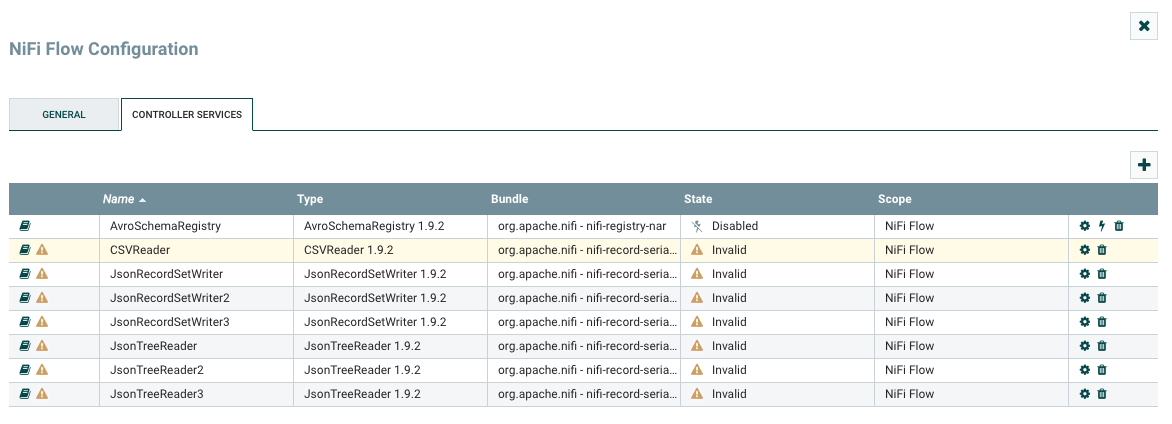 NiFi Flow Configuration
GENERAL CONTROLLER SERVICES
Name Type Bundle State Scope
AvroSchemaRegistry AvroSchemaRegistry 1.9.2 org.apache.nifi - nifi-registry-nar Disabled NiFi Flow
CSVReader CSVReader 1.9.2 org.apache.nifi - nifi-record-seria... Invalid NiFi Flow
JsonRecordSetWriter JsonRecordSetWriter 1.9.2 org.apache.nifi - nifi-record-seria... Invalid NiFi Flow
JsonRecordSetWriter2 JsonRecordSetWriter 1.9.2 org.apache.nifi - nifi-record-seria... Invalid NiFi Flow
JsonRecordSetWriter3 JsonRecordSetWriter 1.9.2 org.apache.nifi - nifi-record-seria... Invalid NiFi Flow
JsonTreeReader JsonTreeReader 1.9.2 org.apache.nifi - nifi-record-seria... Invalid NiFi Flow
JsonTreeReader2 JsonTreeReader 1.9.2 org.apache.nifi - nifi-record-seria... Invalid NiFi Flow
JsonTreeReader3 JsonTreeReader 1.9.2 org.apache.nifi - nifi-record-seria... Invalid NiFi Flow